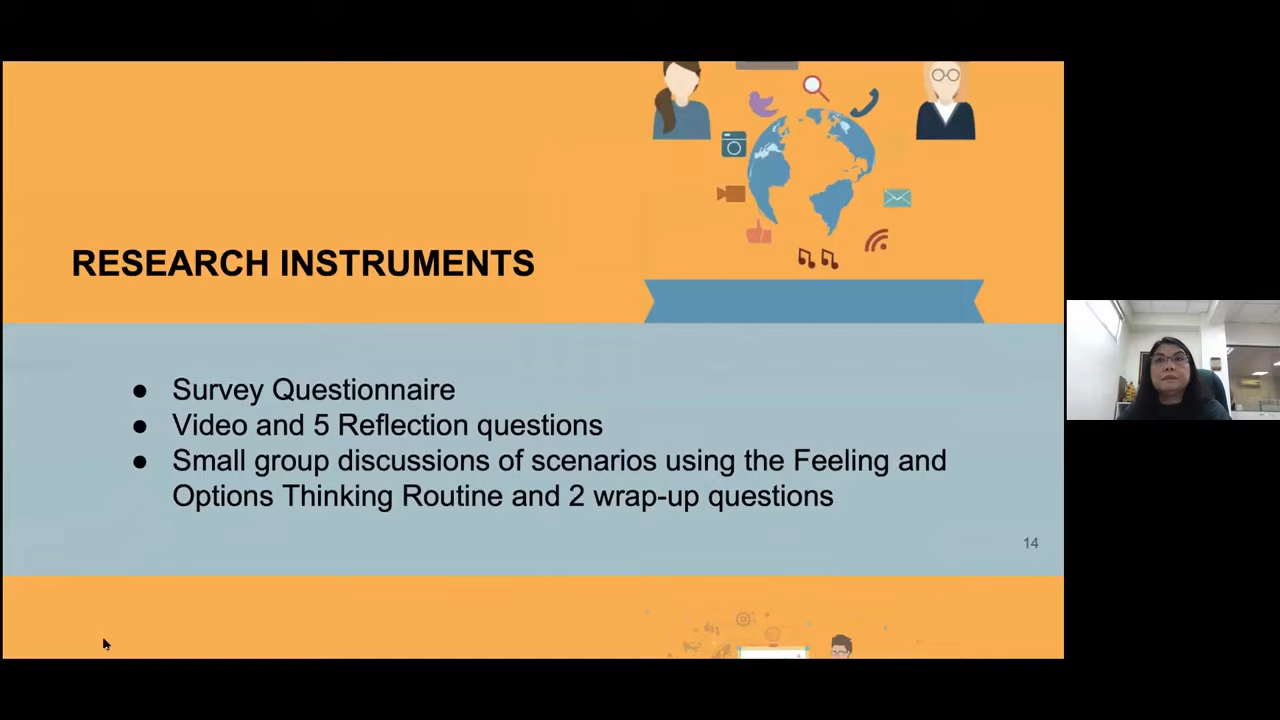 RESEARCH INSTRUMENTS
● Survey Questionnaire
● Video and 5 Reflection questions
● Small group discussions of scenarios using the Feeling and
Options Thinking Routine and 2 wrap-up questions
14